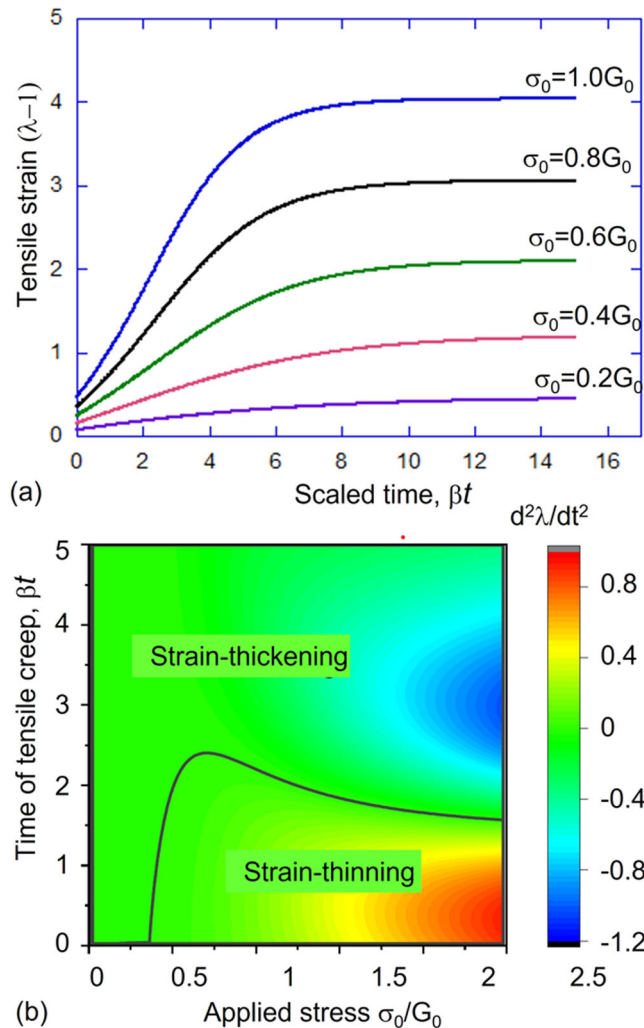 5
4
3
2
1
0
Tensile strain (λ−1)
σ₀=1.0G₀
σ₀=0.8G₀
σ₀=0.6G₀
σ₀=0.4G₀
σ₀=0.2G₀
0 2 4 6 8 10 12 14 16
(a) Scaled time, βt
d²λ/dt²
5
4
3
2
1
0
Time of tensile creep, βt
Strain-thickening
Strain-thinning
0.8
0.4
0
-0.4
-0.8
-1.2
0 0.5 1 1.5 2 2.5
(b) Applied stress σ₀/G₀